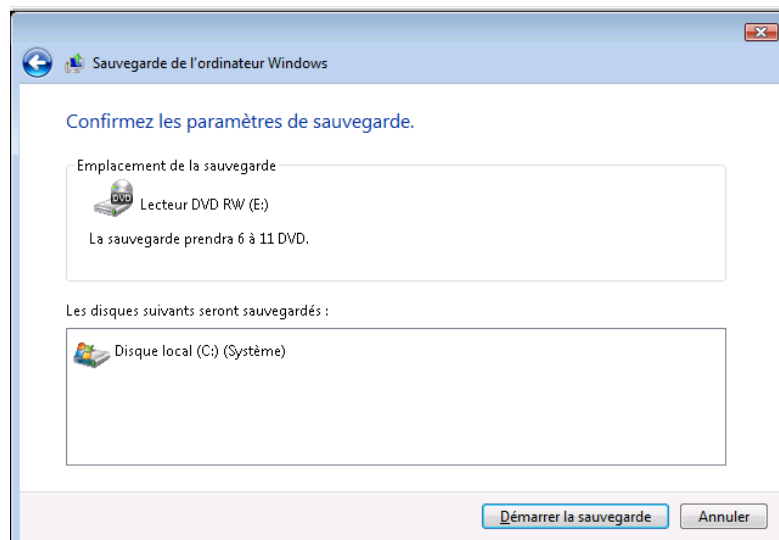 Sauvegarde de l'ordinateur Windows
Confirmez les paramètres de sauvegarde.
Emplacement de la sauvegarde
DVD
Lecteur DVD RW (E:)
La sauvegarde prendra 6 à 11 DVD.
Les disques suivants seront sauvegardés :
Disque local (C:) (Système)
Démarrer la sauvegarde
Annuler